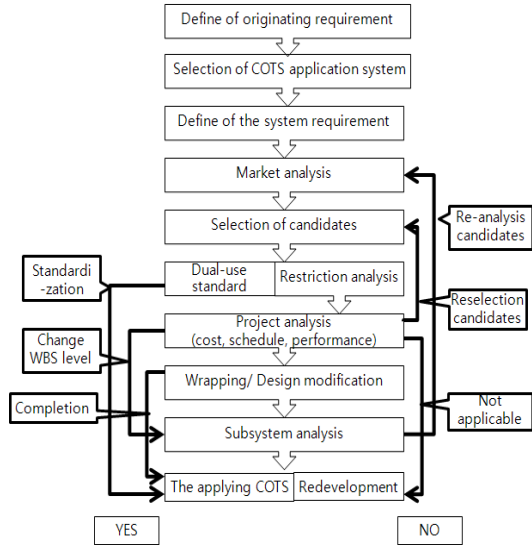 Define of originating requirement
Selection of COTS application system
Define of the system requirement
Market analysis
Selection of candidates
Re-analysis
candidates
Standardi
-zation
Dual-use
standard
Restriction analysis
Reselection
candidates
Project analysis
(cost, schedule, performance)
Change
WBS level
Wrapping/ Design modification
Completion
Not
applicable
Subsystem analysis
The applying COTS
Redevelopment
YES
NO